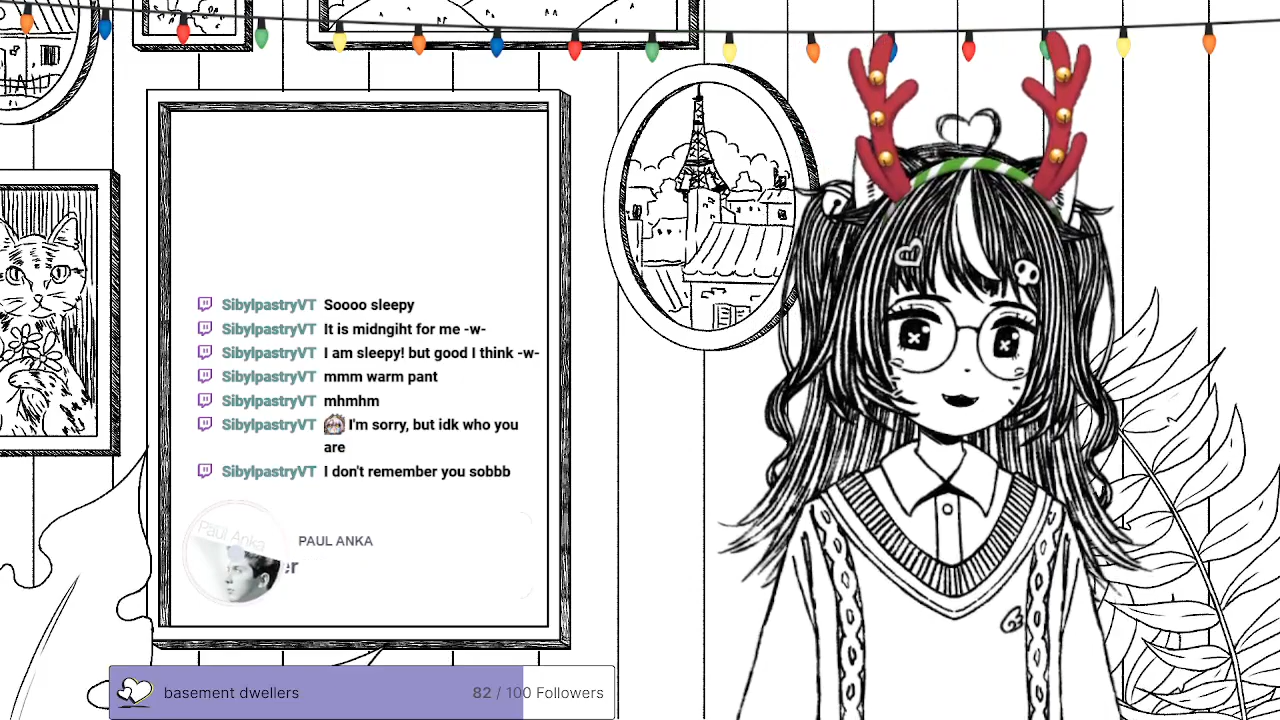 SibylpastryVT Soooo sleepy
SibylpastryVT It is midngiht for me -w-
SibylpastryVT I am sleepy! but good I think -w-
SibylpastryVT mmm warm pant
SibylpastryVT mhmhm
SibylpastryVT I'm sorry, but idk who you
are
SibylpastryVT I don't remember you sobbb
Paul Anka
PAUL ANKA
basement dwellers 82 / 100 Followers